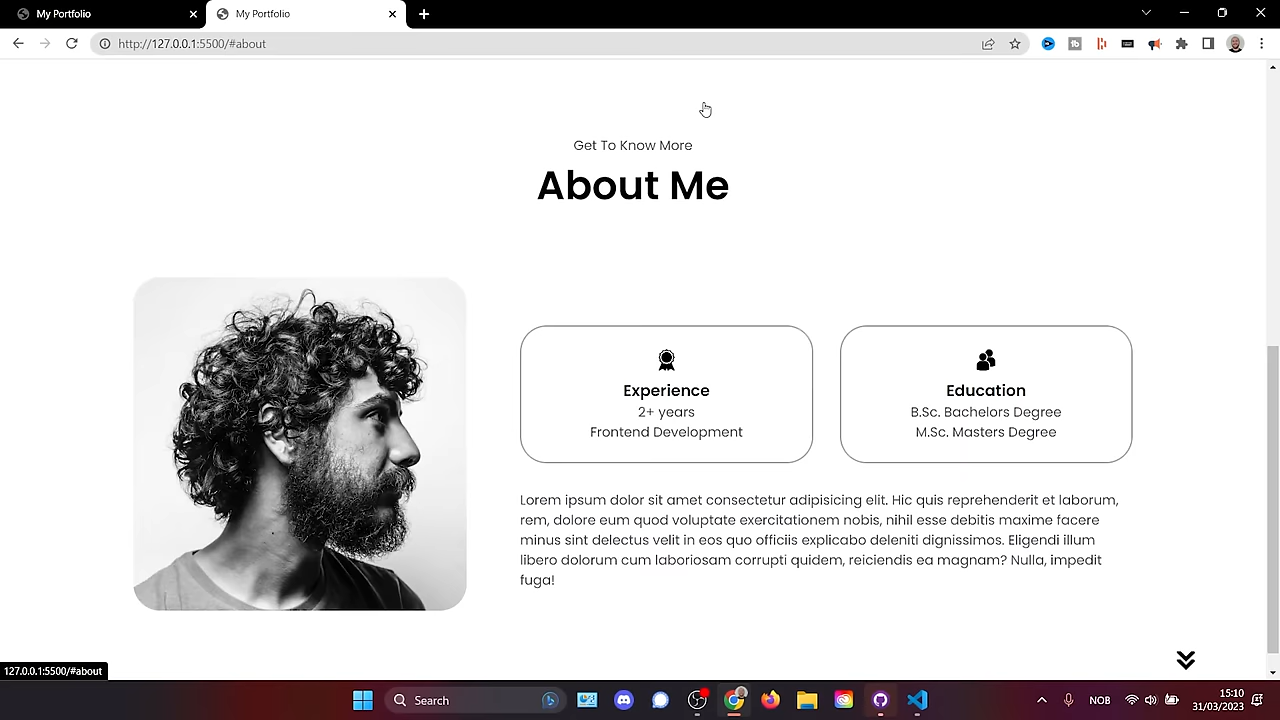 My Portfolio
My Portfolio
http://127.0.0.1:5500/#about
Get To Know More
About Me
Experience
2+ years
Frontend Development
Education
B.Sc. Bachelors Degree
M.Sc. Masters Degree
Lorem ipsum dolor sit amet consectetur adipisicing elit. Hic quis reprehenderit et laborum,
rem, dolore eum quod voluptate exercitationem nobis, nihil esse debitis maxime facere
minus sint delectus velit in eos quo officiis explicabo deleniti dignissimos. Eligendi illum
libero dolorum cum laboriosam corrupti quidem, reiciendis ea magnam? Nulla, impedit
fuga!
127.0.0.1:5500/#about
Search
NOB
15:10
31/03/2023